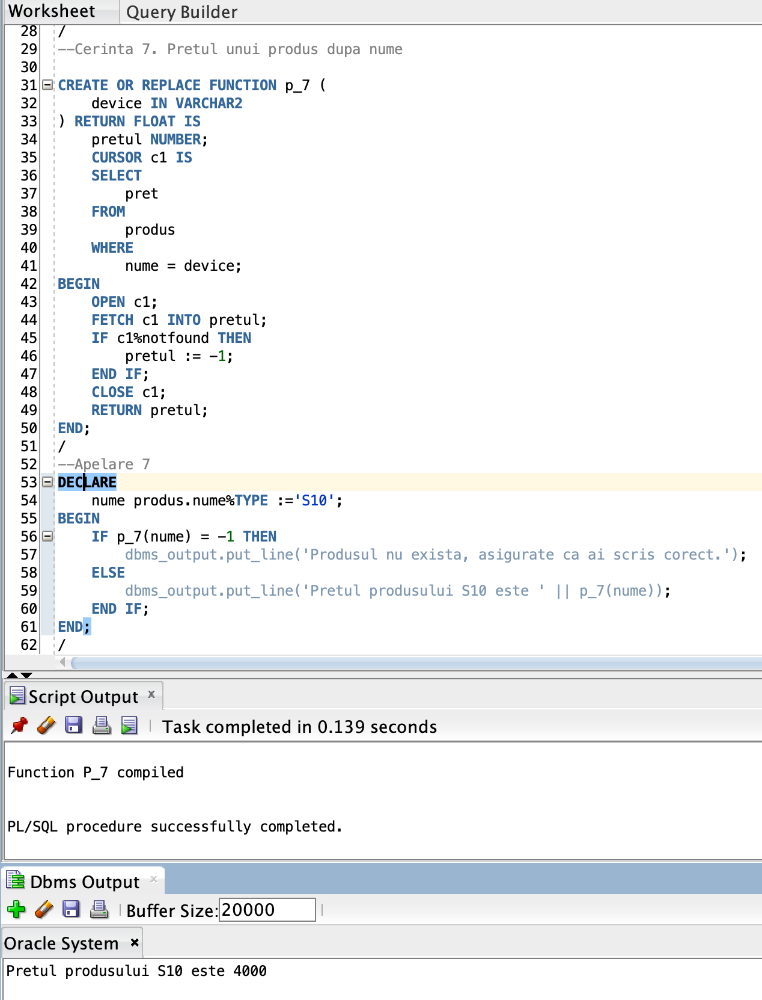 Worksheet Query Builder
28 /
29 --Cerinta 7. Pretul unui produs dupa nume
30
31 CREATE OR REPLACE FUNCTION p_7 (
32     device IN VARCHAR2
33 ) RETURN FLOAT IS
34     pretul NUMBER;
35     CURSOR c1 IS
36     SELECT
37         pret
38     FROM
39         produs
40     WHERE
41         nume = device;
42 BEGIN
43     OPEN c1;
44     FETCH c1 INTO pretul;
45     IF c1%notfound THEN
46         pretul := -1;
47     END IF;
48     CLOSE c1;
49     RETURN pretul;
50 END;
51 /
52 --Apelare 7
53 DECLARE
54     nume produs.nume%TYPE :='S10';
55 BEGIN
56     IF p_7(nume) = -1 THEN
57         dbms_output.put_line('Produsul nu exista, asigurate ca ai scris corect.');
58     ELSE
59         dbms_output.put_line('Pretul produsului S10 este ' || p_7(nume));
60     END IF;
61 END;
62 /
Script Output x
Task completed in 0.139 seconds
Function P_7 compiled
PL/SQL procedure successfully completed.
Dbms Output x
Buffer Size: 20000
Oracle System x
Pretul produsului S10 este 4000